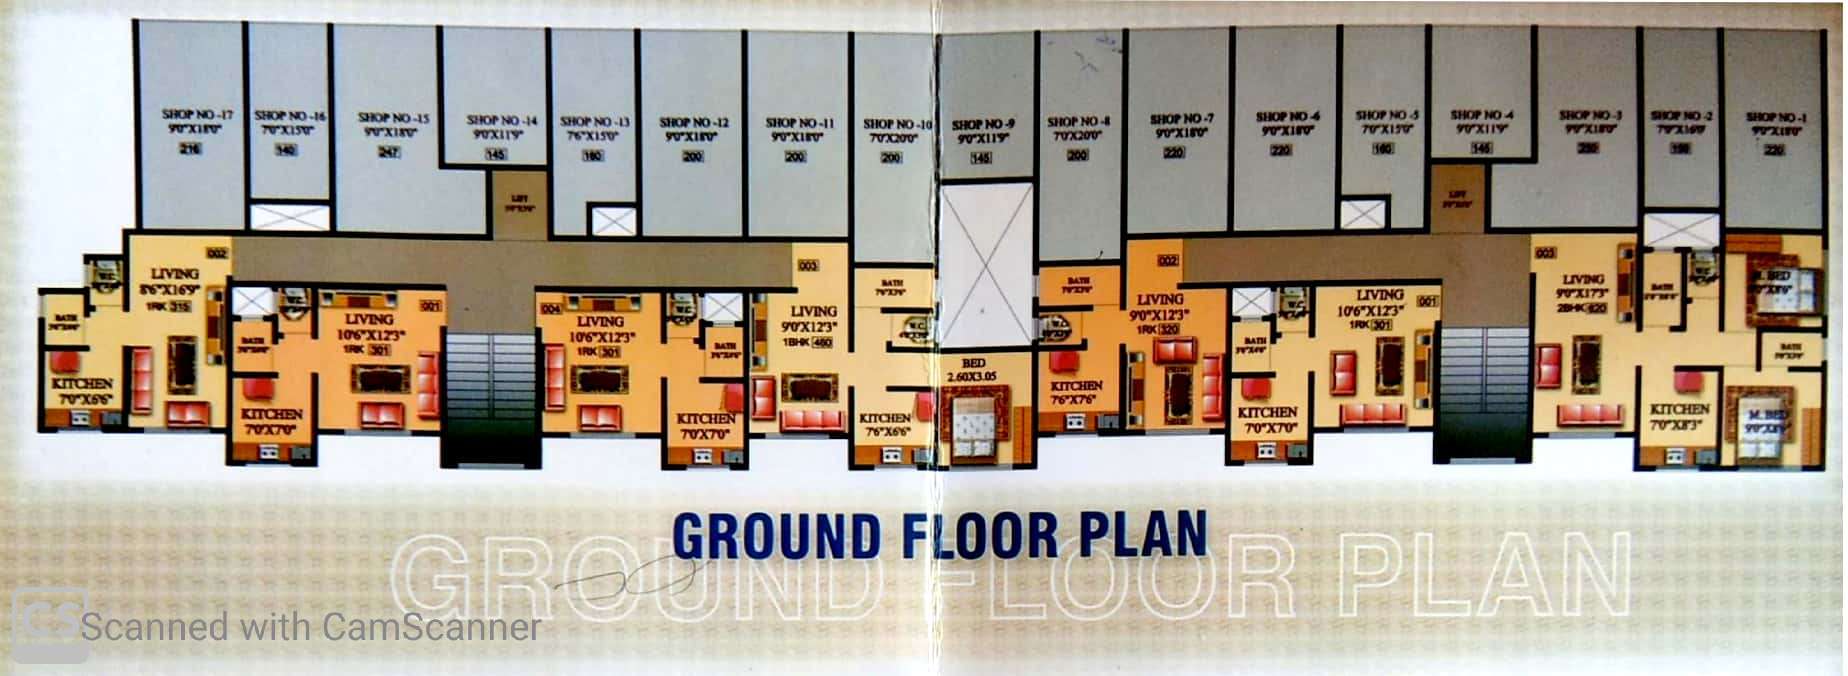 SHOP NO -17
9'0"X18'0"
216
SHOP NO -16
7'0"X15'0"
140
SHOP NO -15
9'0"X18'0"
247
SHOP NO -14
9'0"X11'9"
145
SHOP NO -13
7'6"X15'0"
160
SHOP NO -12
9'0"X18'0"
200
SHOP NO -11
9'0"X18'0"
200
SHOP NO -10
7'0"X20'0"
200
SHOP NO -9
9'0"X11'9"
145
SHOP NO -8
7'0"X20'0"
200
SHOP NO -7
9'0"X18'0"
220
SHOP NO -6
9'0"X18'0"
220
SHOP NO -5
7'0"X15'0"
160
SHOP NO -4
9'0"X11'9"
145
SHOP NO -3
9'0"X18'0"
SHOP NO -2
SHOP NO -1
9'0"X18'0"
220
LIFT
LIFT
002
LIVING
8'6"X16'9"
1RK 315
W.C.
BATH
KITCHEN
7'0"X6'6"
W.C.
BATH
KITCHEN
7'0"X7'0"
001
LIVING
10'6"X12'3"
1RK 301
004
LIVING
10'6"X12'3"
1RK 301
W.C.
BATH
KITCHEN
7'0"X7'0"
003
LIVING
9'0"X12'3"
1BHK 460
BATH
W.C.
KITCHEN
7'6"X6'6"
BED
2.60X3.05
BATH
W.C.
KITCHEN
7'6"X7'6"
002
LIVING
9'0"X12'3"
1RK 320
W.C.
BATH
KITCHEN
7'0"X7'0"
001
LIVING
10'6"X12'3"
1RK 301
003
LIVING
9'0"X17'3"
2BHK 620
BATH
W.C.
M. BED
BATH
KITCHEN
7'0"X8'3"
M. BED
GROUND FLOOR PLAN
GROUND FLOOR PLAN
CS Scanned with CamScanner